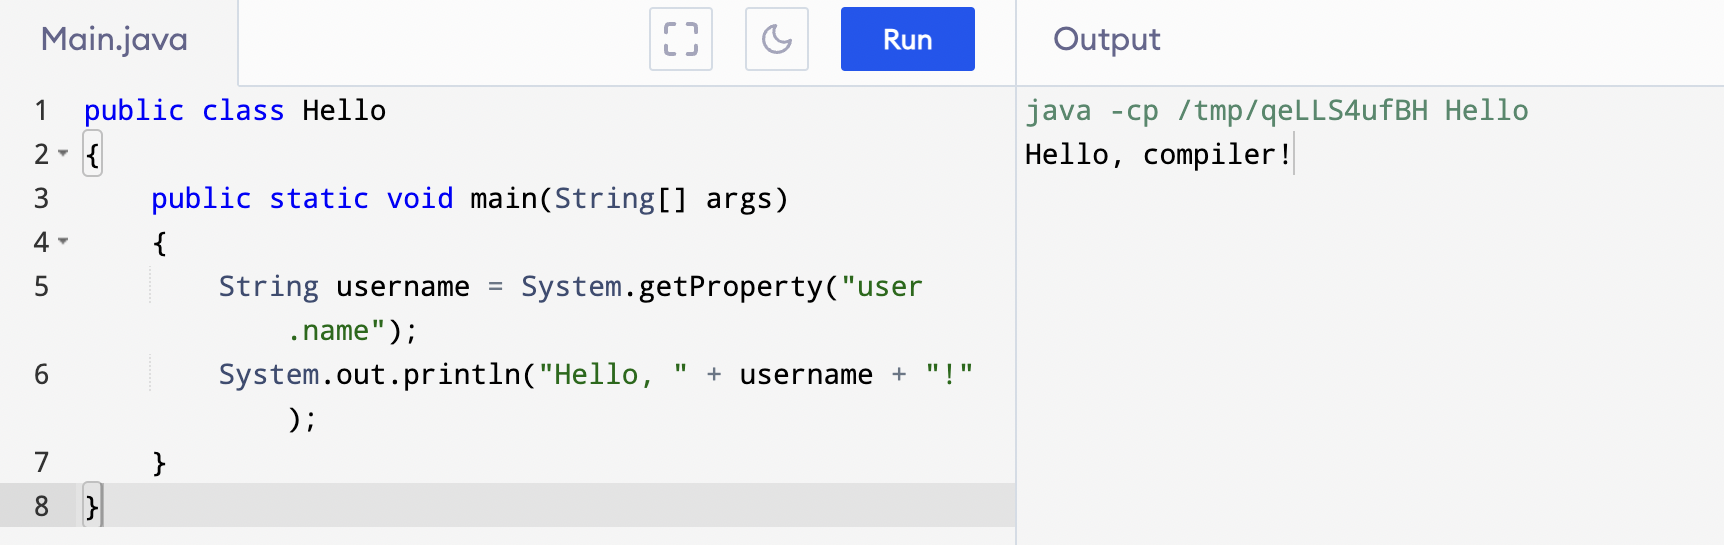 Main.java
Run
Output
1 public class Hello
2 {
3     public static void main(String[] args)
4     {
5         String username = System.getProperty("user
            .name");
6         System.out.println("Hello, " + username + "!"
            );
7     }
8 }
java -cp /tmp/qeLLS4ufBH Hello
Hello, compiler!